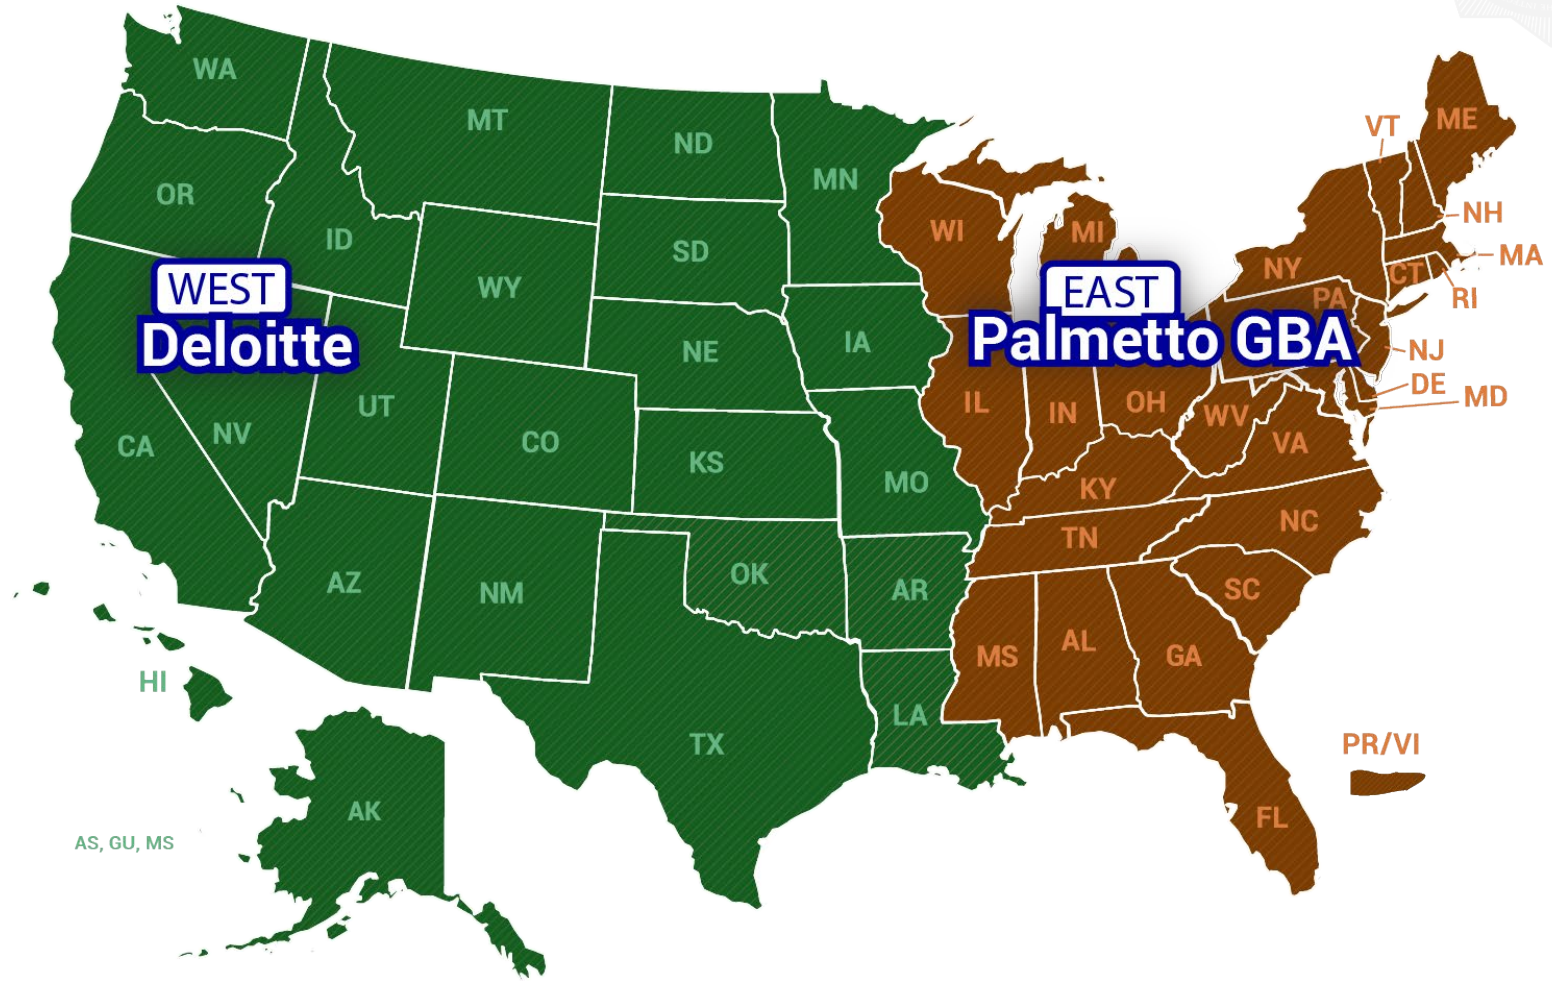 WA
MT
ND
MN
OR
ID
SD
WY
WEST
Deloitte
NE
IA
UT
NV
CA
CO
KS
MO
AZ
NM
OK
AR
TX
LA
HI
AK
AS, GU, MS
VT
ME
NH
MA
WI
MI
NY
CT
RI
PA
EAST
Palmetto GBA
NJ
DE
MD
IL
IN
OH
WV
VA
KY
NC
TN
SC
MS
AL
GA
PR/VI
FL